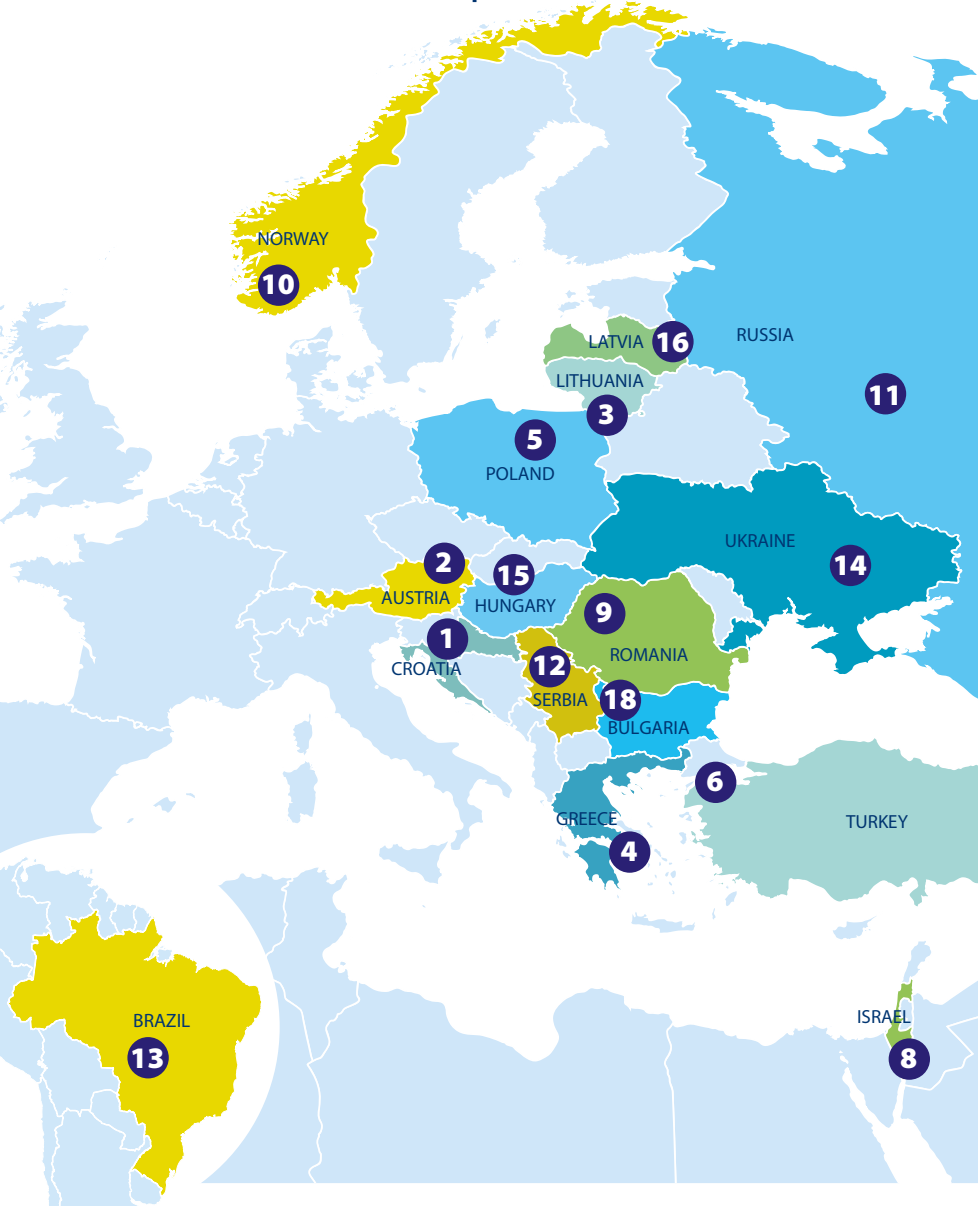 NORWAY
10
LATVIA
16
RUSSIA
LITHUANIA
11
3
5
POLAND
UKRAINE
2
14
15
AUSTRIA
HUNGARY
9
1
ROMANIA
CROATIA
12
SERBIA
18
BULGARIA
6
GREECE
TURKEY
4
ISRAEL
BRAZIL
13
8